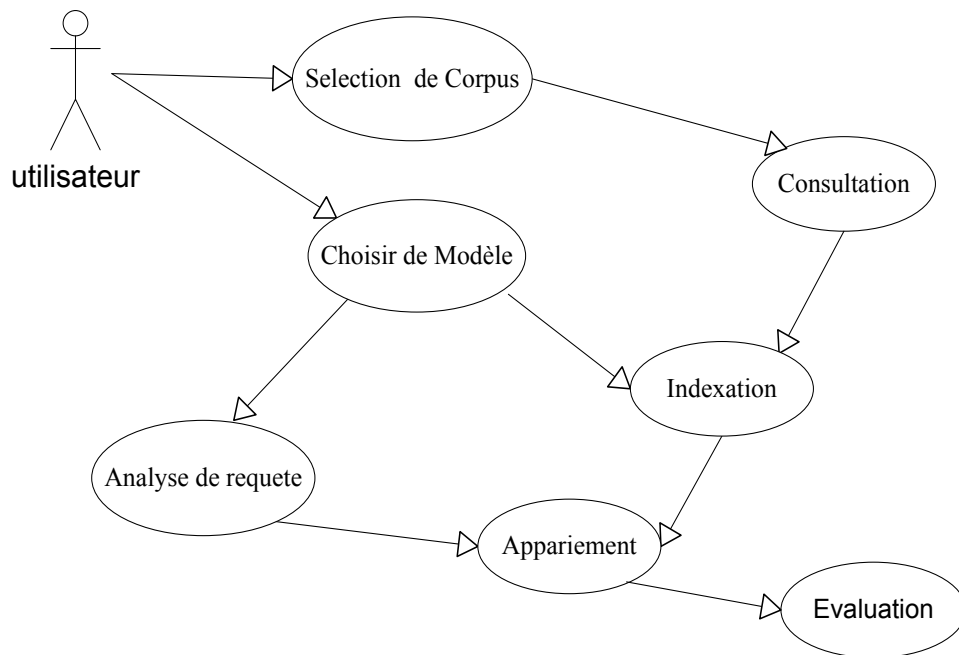 utilisateur
Selection de Corpus
Consultation
Choisir de Modèle
Indexation
Analyse de requete
Appariement
Evaluation